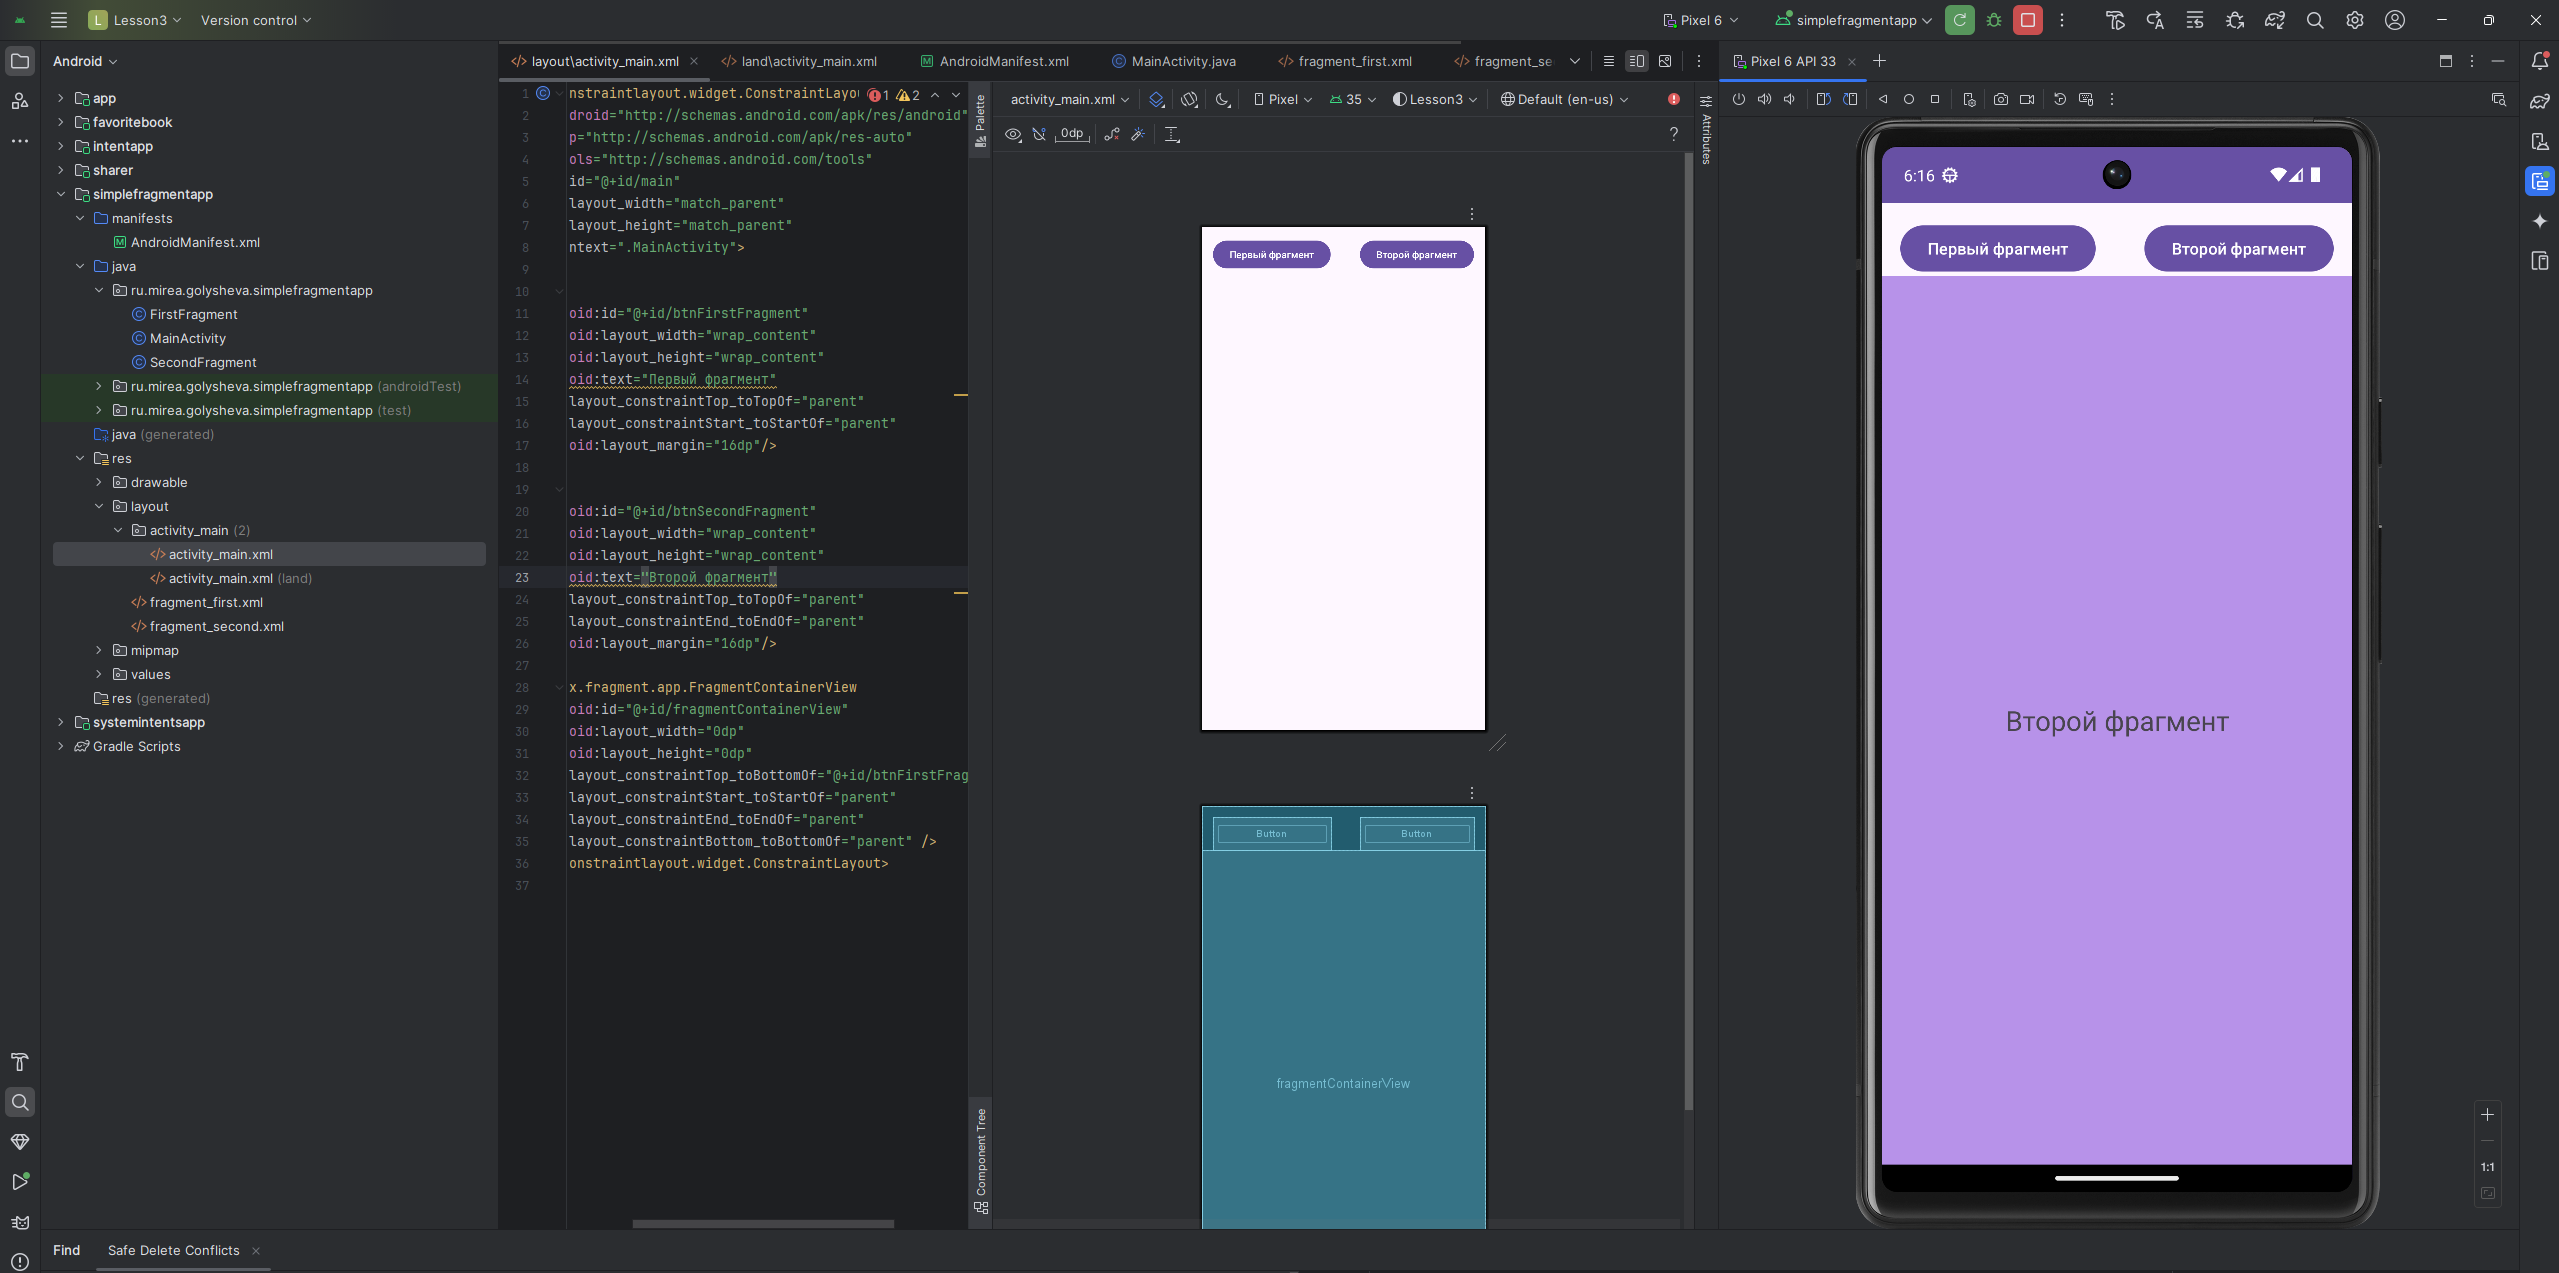 L Lesson3 Version control Pixel 6 simplefragmentapp
Android
app
favoritebook
intentapp
sharer
simplefragmentapp
manifests
AndroidManifest.xml
java
ru.mirea.golysheva.simplefragmentapp
FirstFragment
MainActivity
SecondFragment
ru.mirea.golysheva.simplefragmentapp (androidTest)
ru.mirea.golysheva.simplefragmentapp (test)
java (generated)
res
drawable
layout
activity_main (2)
activity_main.xml
activity_main.xml (land)
fragment_first.xml
fragment_second.xml
mipmap
values
res (generated)
systemintentsapp
Gradle Scripts
layout\activity_main.xml land\activity_main.xml AndroidManifest.xml MainActivity.java fragment_first.xml fragment_se
1 nstraintlayout.widget.ConstraintLayou 1 2
2 droid="http://schemas.android.com/apk/res/android"
3 p="http://schemas.android.com/apk/res-auto"
4 ols="http://schemas.android.com/tools"
5 id="@+id/main"
6 layout_width="match_parent"
7 layout_height="match_parent"
8 ntext=".MainActivity">
9
10
11 oid:id="@+id/btnFirstFragment"
12 oid:layout_width="wrap_content"
13 oid:layout_height="wrap_content"
14 oid:text="Первый фрагмент"
15 layout_constraintTop_toTopOf="parent"
16 layout_constraintStart_toStartOf="parent"
17 oid:layout_margin="16dp"/>
18
19
20 oid:id="@+id/btnSecondFragment"
21 oid:layout_width="wrap_content"
22 oid:layout_height="wrap_content"
23 oid:text="Второй фрагмент"
24 layout_constraintTop_toTopOf="parent"
25 layout_constraintEnd_toEndOf="parent"
26 oid:layout_margin="16dp"/>
27
28 x.fragment.app.FragmentContainerView
29 oid:id="@+id/fragmentContainerView"
30 oid:layout_width="0dp"
31 oid:layout_height="0dp"
32 layout_constraintTop_toBottomOf="@+id/btnFirstFrag
33 layout_constraintStart_toStartOf="parent"
34 layout_constraintEnd_toEndOf="parent"
35 layout_constraintBottom_toBottomOf="parent" />
36 onstraintlayout.widget.ConstraintLayout>
37
Palette
Component Tree
activity_main.xml Pixel 35 Lesson3 Default (en-us)
0dp ?
Attributes
Первый фрагмент Второй фрагмент
Button Button
fragmentContainerView
Pixel 6 API 33
6:16
Первый фрагмент Второй фрагмент
Второй фрагмент
1:1
Find Safe Delete Conflicts